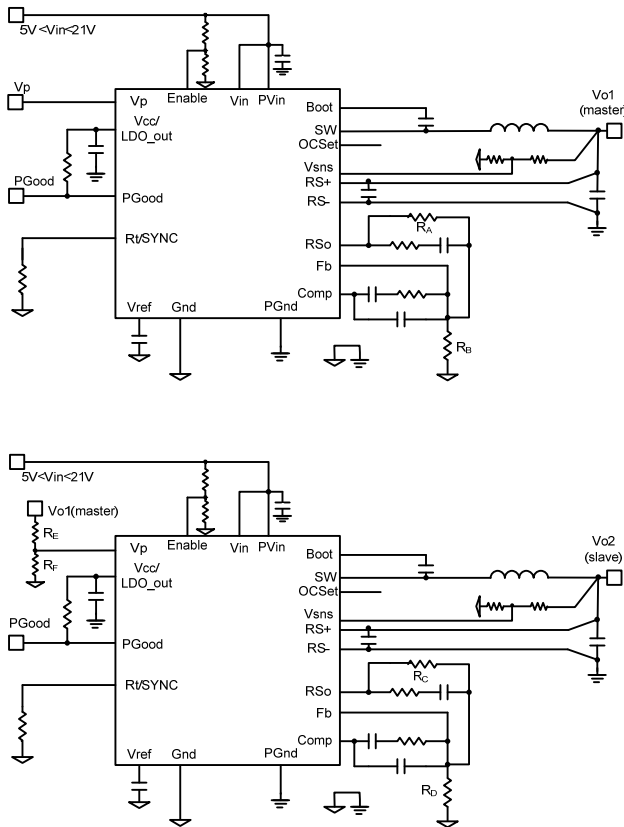 5V<Vin<21V
Vp
Vp
Enable
Vin
PVin
Boot
Vo1
(master)
Vcc/
LDO_out
SW
OCSet
PGood
PGood
Vsns
RS+
RS-
Rt/SYNC
RSo
RA
Fb
Comp
Vref
Gnd
PGnd
RB
5V<Vin<21V
Vo1(master)
RE
Vp
RF
Enable
Vin
PVin
Boot
Vo2
(slave)
Vcc/
LDO_out
SW
OCSet
PGood
PGood
Vsns
RS+
RS-
Rt/SYNC
RSo
RC
Fb
Comp
Vref
Gnd
PGnd
RD